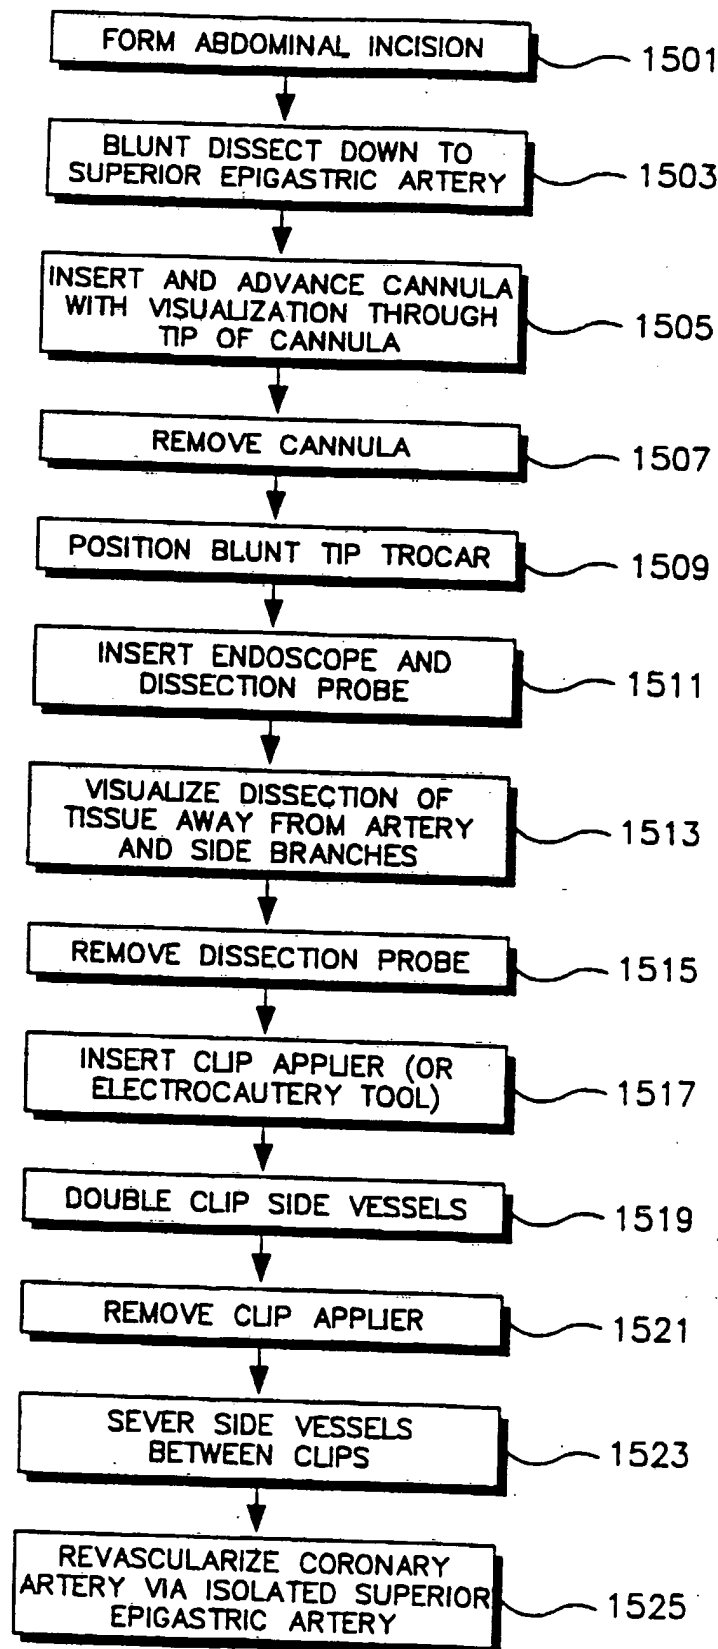 FORM ABDOMINAL INCISION
1501
BLUNT DISSECT DOWN TO
SUPERIOR EPIGASTRIC ARTERY
1503
INSERT AND ADVANCE CANNULA
WITH VISUALIZATION THROUGH
TIP OF CANNULA
1505
REMOVE CANNULA
1507
POSITION BLUNT TIP TROCAR
1509
INSERT ENDOSCOPE AND
DISSECTION PROBE
1511
VISUALIZE DISSECTION OF
TISSUE AWAY FROM ARTERY
AND SIDE BRANCHES
1513
REMOVE DISSECTION PROBE
1515
INSERT CLIP APPLIER (OR
ELECTROCAUTERY TOOL)
1517
DOUBLE CLIP SIDE VESSELS
1519
REMOVE CLIP APPLIER
1521
SEVER SIDE VESSELS
BETWEEN CLIPS
1523
REVASCULARIZE CORONARY
ARTERY VIA ISOLATED SUPERIOR
EPIGASTRIC ARTERY
1525